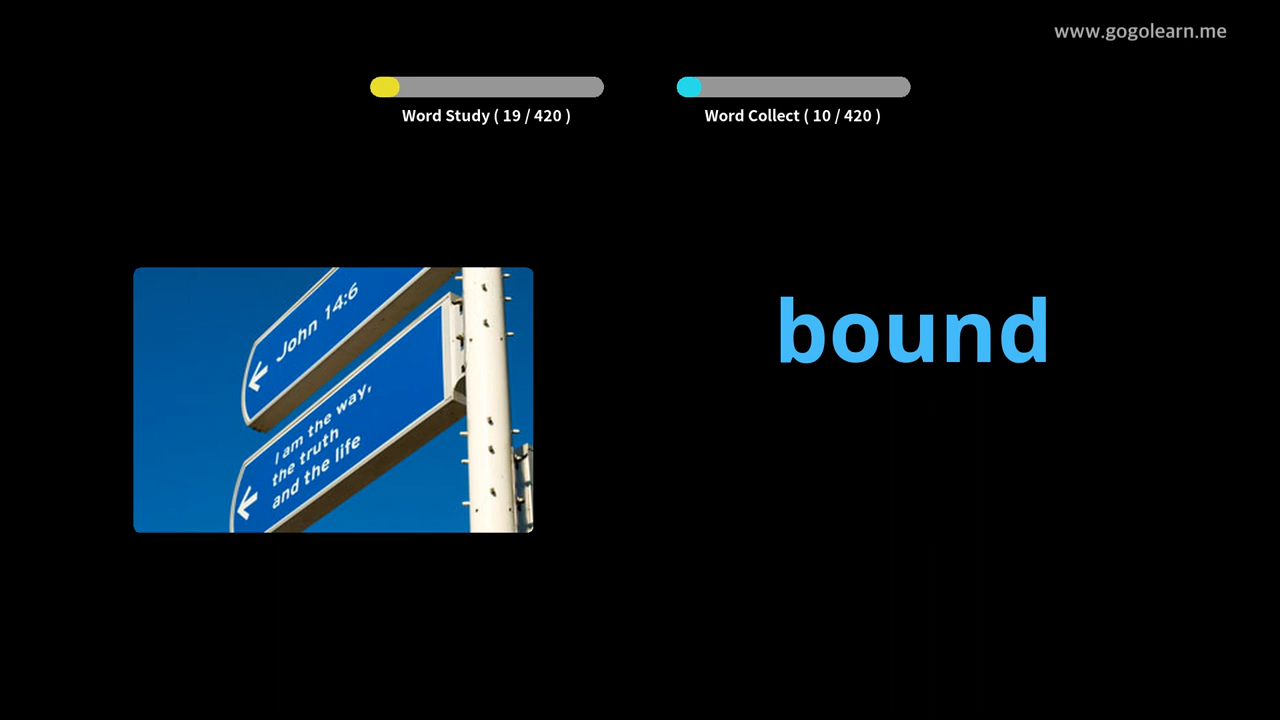 www.gogolearn.me
Word Study ( 19 / 420 )
Word Collect ( 10 / 420 )
John 14:6
I am the way,
the truth
and the life
bound